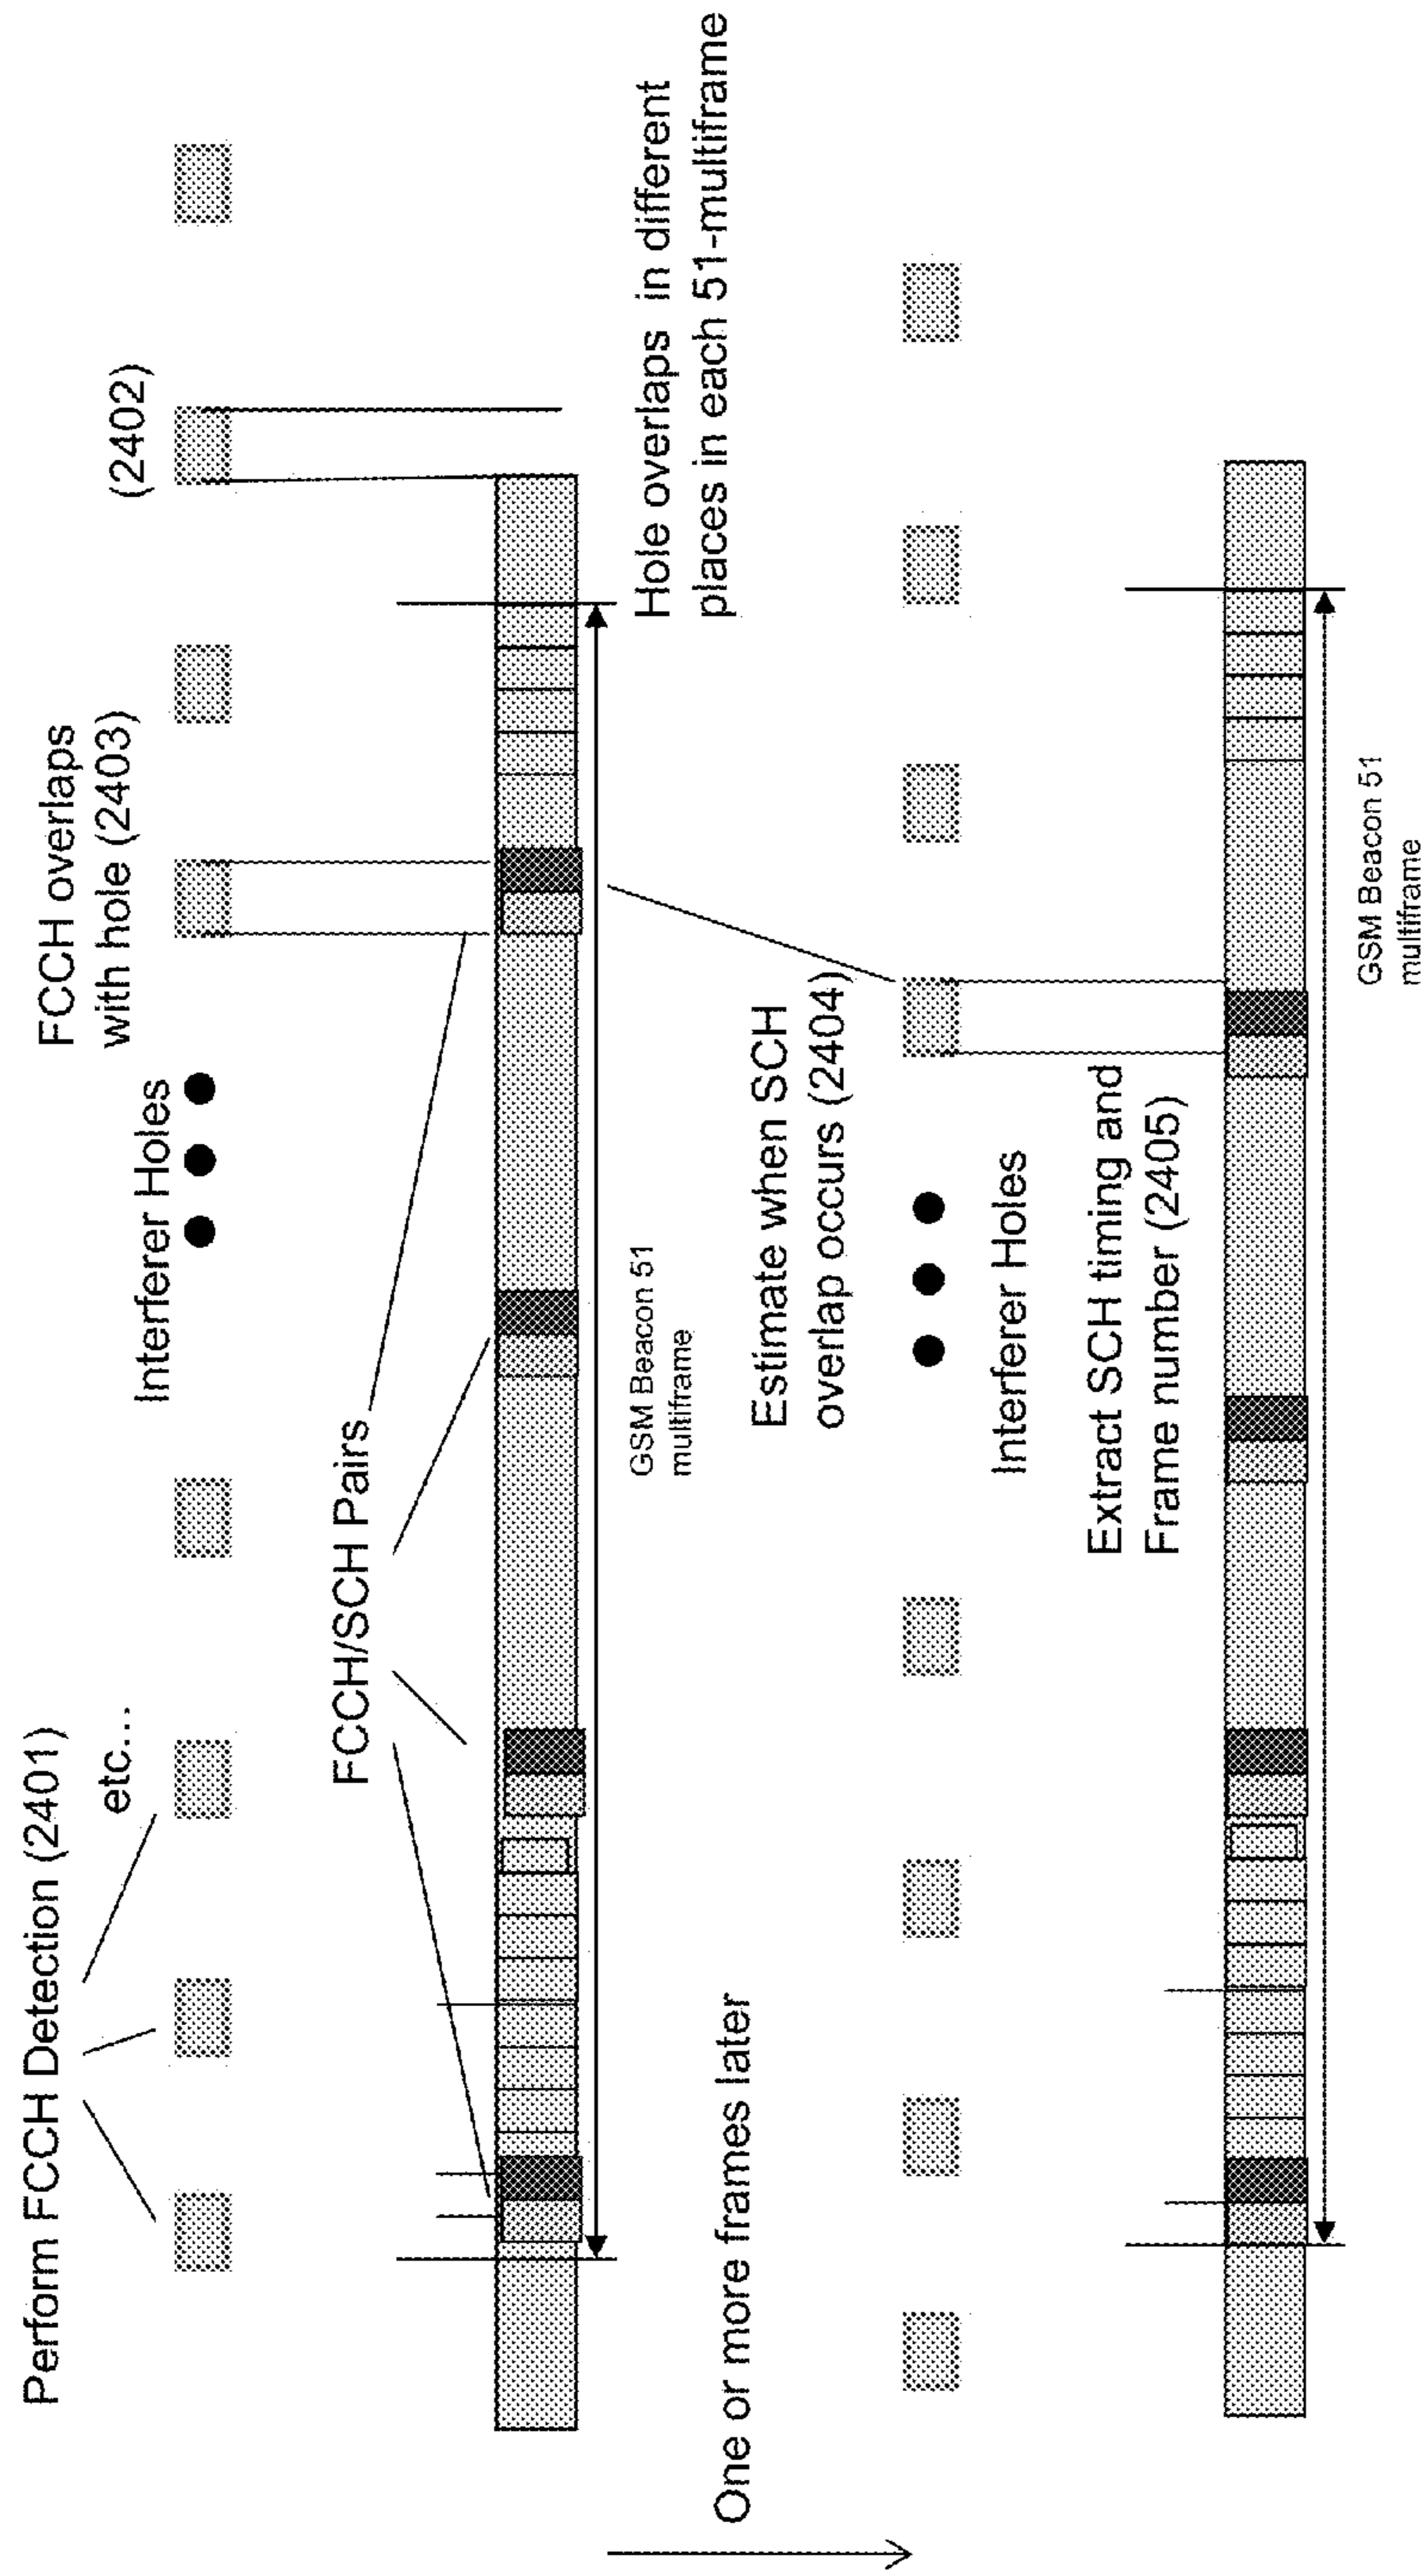 Perform FCCH Detection (2401)
etc...
Interferer Holes
FCCH overlaps
with hole (2403)
(2402)
FCCH/SCH Pairs
GSM Beacon 51
multiframe
Hole overlaps in different
places in each 51-multiframe
One or more frames later
Estimate when SCH
overlap occurs (2404)
Interferer Holes
Extract SCH timing and
Frame number (2405)
GSM Beacon 51
multiframe